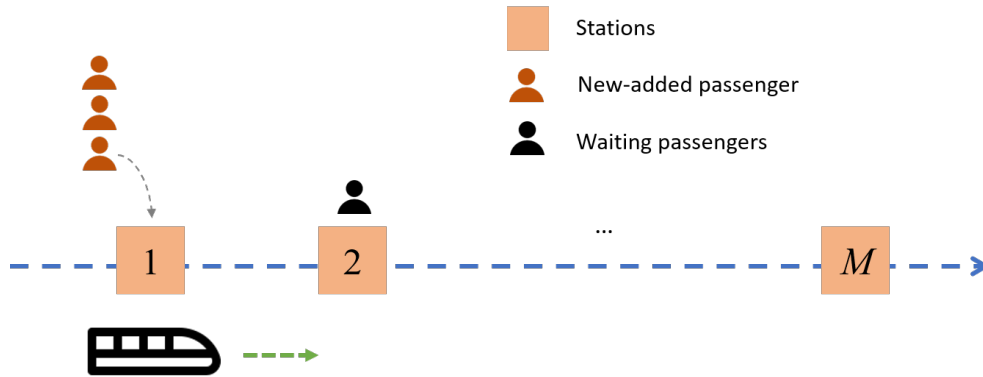 Stations
New-added passenger
Waiting passengers
...
1
2
M